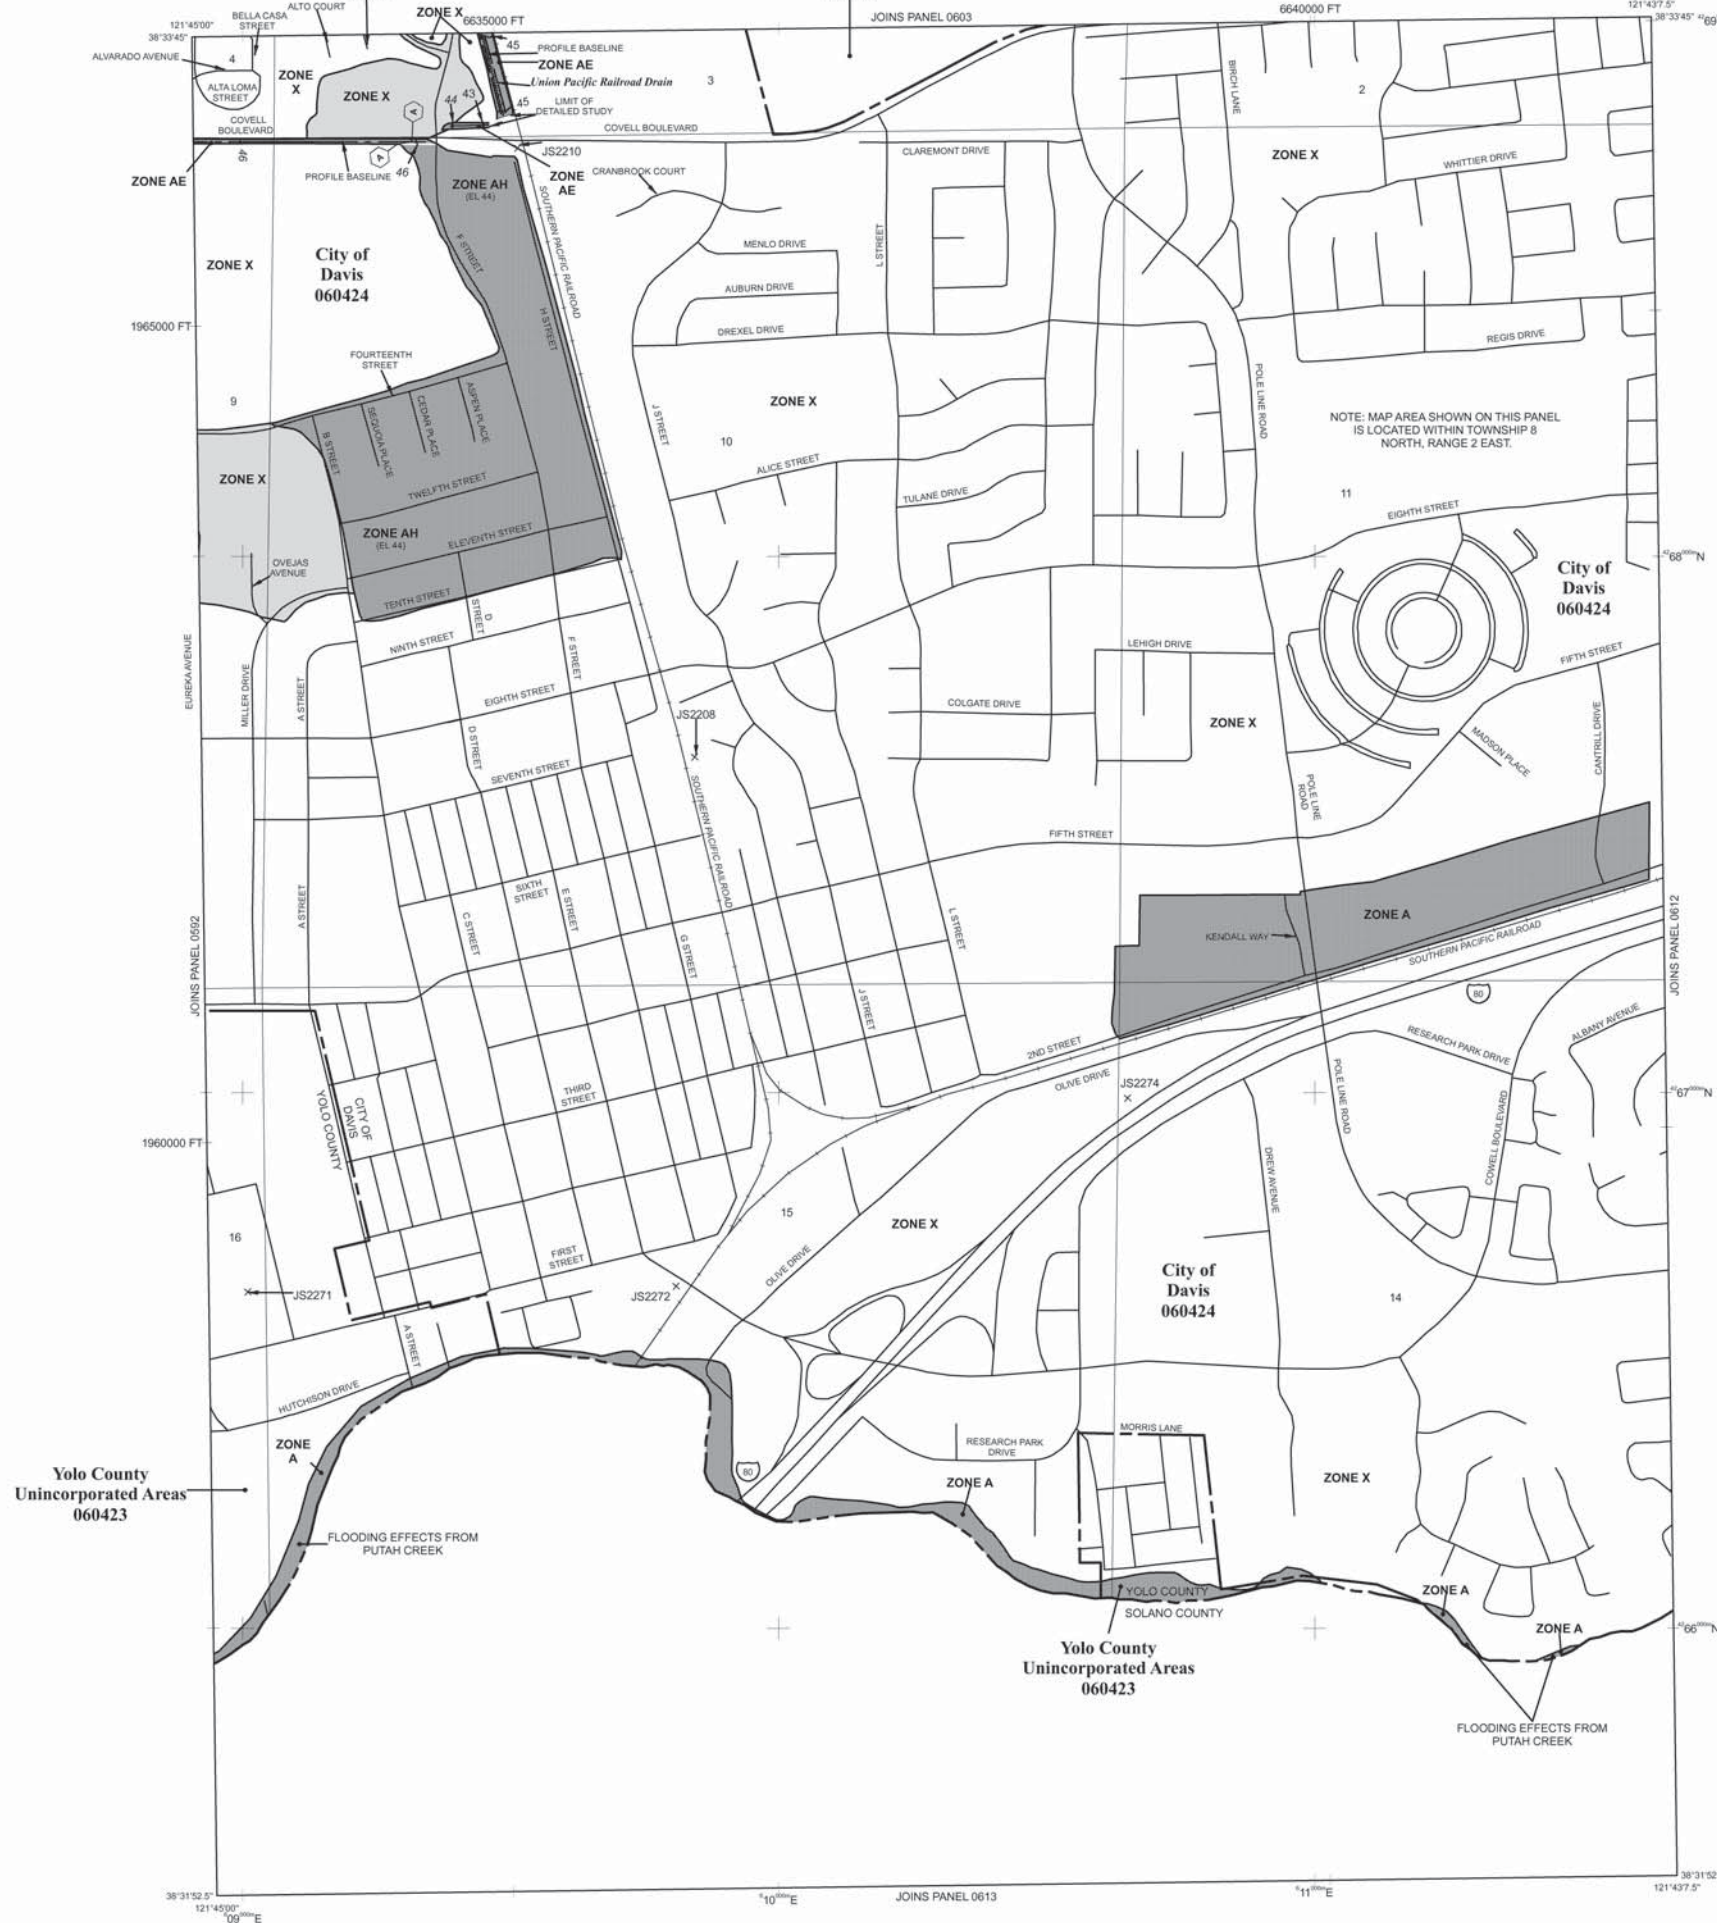 ALTO COURT
BELLA CASA
STREET
ZONE X
6635000 FT
JOINS PANEL 0603
6640000 FT
121°43'7.5"
121°45'00"
38°33'45"
38°33'45"
ALVARADO AVENUE
4
ALTA LOMA
STREET
ZONE
X
ZONE X
45
PROFILE BASELINE
ZONE AE
Union Pacific Railroad Drain
44
43
45
LIMIT OF
DETAILED STUDY
3
2
BIRCH LANE
COVELL
BOULEVARD
A
COVELL BOULEVARD
46
A
PROFILE BASELINE
46
ZONE AE
JS2210
ZONE
AE
CRANBROOK COURT
CLAREMONT DRIVE
ZONE X
WHITTIER DRIVE
ZONE AH
(EL 44)
SOUTHERN PACIFIC RAILROAD
F STREET
H STREET
ZONE X
City of
Davis
060424
MENLO DRIVE
L STREET
AUBURN DRIVE
DREXEL DRIVE
REGIS DRIVE
1965000 FT
FOURTEENTH
STREET
9
SEQUOIA PLACE
CEDAR PLACE
ASPEN PLACE
B STREET
J STREET
ZONE X
10
POLE LINE ROAD
NOTE: MAP AREA SHOWN ON THIS PANEL
IS LOCATED WITHIN TOWNSHIP 8
NORTH, RANGE 2 EAST.
ZONE X
TWELFTH STREET
ALICE STREET
TULANE DRIVE
11
EIGHTH STREET
ZONE AH
(EL 44)
ELEVENTH STREET
OVEJAS
AVENUE
TENTH STREET
City of
Davis
060424
4268000m N
D
STREET
NINTH STREET
F STREET
EUREKA AVENUE
MILLER DRIVE
A STREET
EIGHTH STREET
LEHIGH DRIVE
FIFTH STREET
COLGATE DRIVE
JS2208
ZONE X
D STREET
SEVENTH STREET
MADSON PLACE
CANTRILL DRIVE
SOUTHERN PACIFIC RAILROAD
POLE LINE
ROAD
FIFTH STREET
JOINS PANEL 0592
A STREET
SIXTH
STREET
E STREET
C STREET
G STREET
L STREET
ZONE A
KENDALL WAY
SOUTHERN PACIFIC RAILROAD
JOINS PANEL 0612
80
J STREET
2ND STREET
OLIVE DRIVE
JS2274
RESEARCH PARK DRIVE
ALBANY AVENUE
YOLO COUNTY
CITY OF
DAVIS
THIRD
STREET
POLE LINE ROAD
4267000m N
1960000 FT
COWELL BOULEVARD
DREW AVENUE
16
15
ZONE X
FIRST
STREET
OLIVE DRIVE
JS2271
JS2272
City of
Davis
060424
14
A STREET
HUTCHISON DRIVE
ZONE
A
MORRIS LANE
RESEARCH PARK
DRIVE
80
ZONE A
ZONE X
Yolo County
Unincorporated Areas
060423
FLOODING EFFECTS FROM
PUTAH CREEK
YOLO COUNTY
SOLANO COUNTY
ZONE A
ZONE A
4266000m N
Yolo County
Unincorporated Areas
060423
FLOODING EFFECTS FROM
PUTAH CREEK
38°31'52.5"
121°45'00"
609000m E
610000m E
JOINS PANEL 0613
611000m E
121°43'7.5"